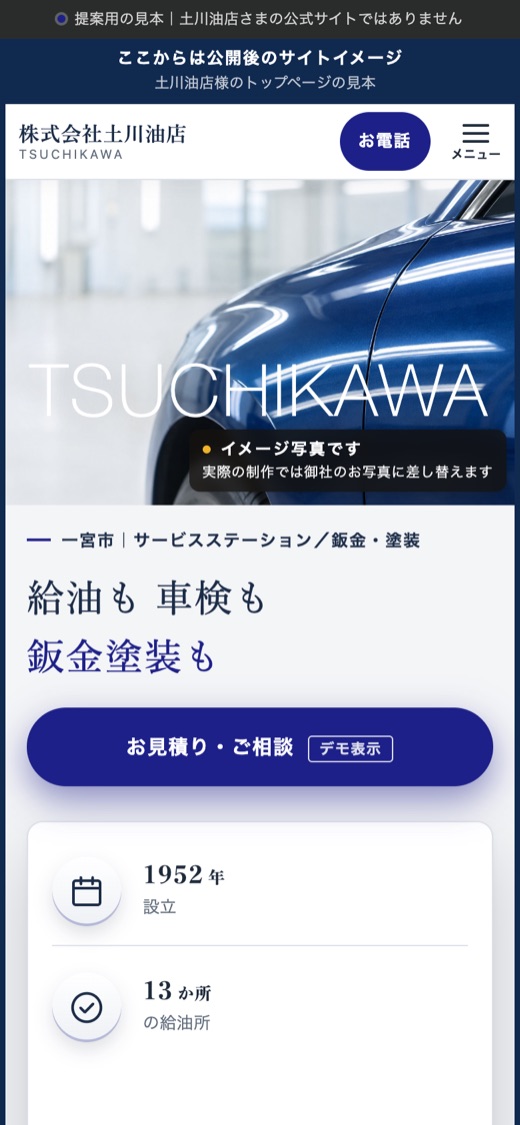 提案用の見本｜土川油店さまの公式サイトではありません
ここからは公開後のサイトイメージ
土川油店様のトップページの見本
株式会社土川油店
TSUCHIKAWA
お電話
メニュー
TSUCHIKAWA
イメージ写真です
実際の制作では御社のお写真に差し替えます
一宮市｜サービスステーション／鈑金・塗装
給油も 車検も
鈑金塗装も
お見積り・ご相談 デモ表示
1952年
設立
13か所
の給油所